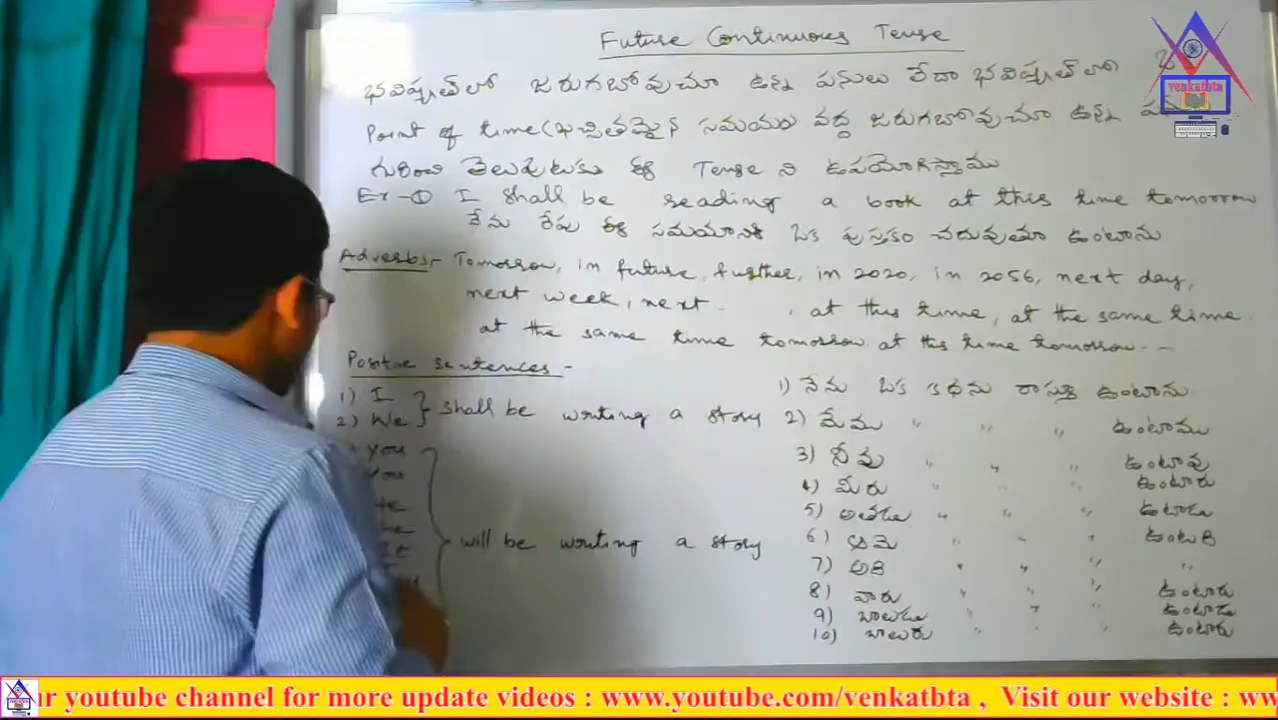 Future Continuous Tense
భవిష్యత్ లో జరుగబోవుచూ ఉన్న పనులు లేదా భవిష్యత్ లో
Point of time (ఖచ్చితమైన సమయం వద్ద జరుగబోవుచూ ఉన్న
గురించి తెలుపుటకు ఈ Tense ని ఉపయోగిస్తాము
Ex-① I shall be reading a book at this time tomorrow
నేను రేపు ఈ సమయానికి ఒక పుస్తకం చదువుతూ ఉంటాను
Adverbs:- Tomorrow, in future, further, in 2020, in 2056, next day,
next week, next , at this time, at the same time
at the same time tomorrow, at this time tomorrow --
Positive sentences -
1) I
2) We
shall be writing a story
you
you
will be writing a story
1) నేను ఒక కథను రాస్తూ ఉంటాను
2) మేము " " " ఉంటాము
3) నీవు " " " ఉంటావు
4) మీరు " " " ఉంటారు
5) అతడు " " " ఉంటాడు
6) ఆమె " " " ఉంటుంది
7) అది " " " "
8) వారు " " " ఉంటారు
9) బాలుడు " " ఉంటాడు
10) బాలురు " " ఉంటారు
venkatbta
ur youtube channel for more update videos : www.youtube.com/venkatbta , Visit our website : ww